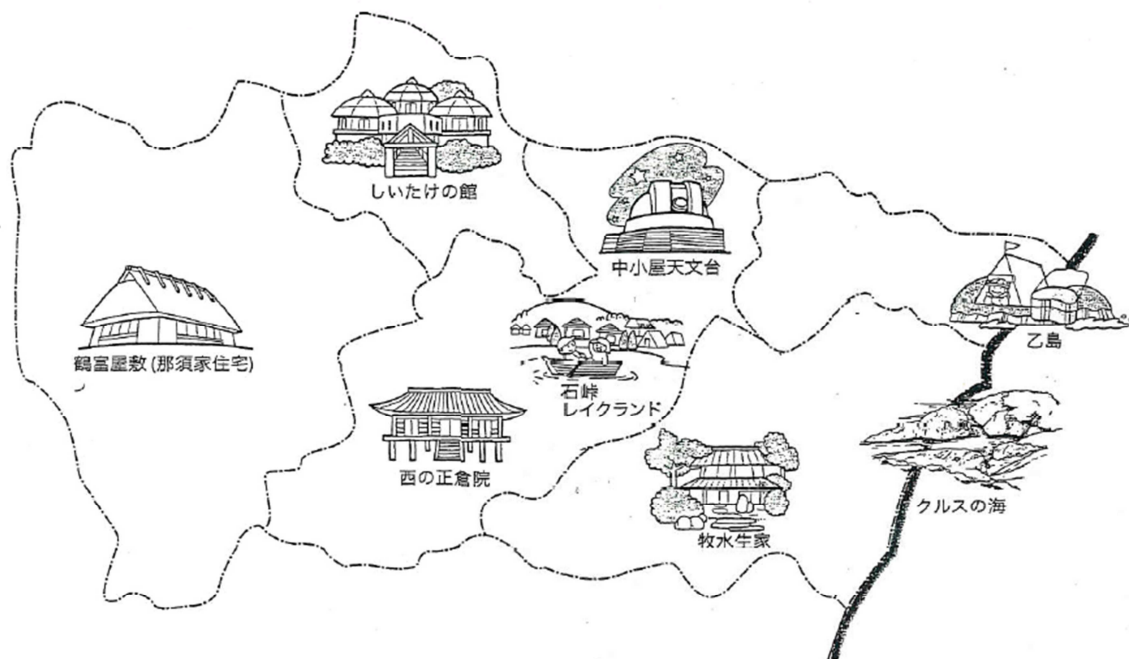 しいたけの館
中小屋天文台
乙島
鶴富屋敷(那須家住宅)
石峠
レイクランド
西の正倉院
クルスの海
牧水生家